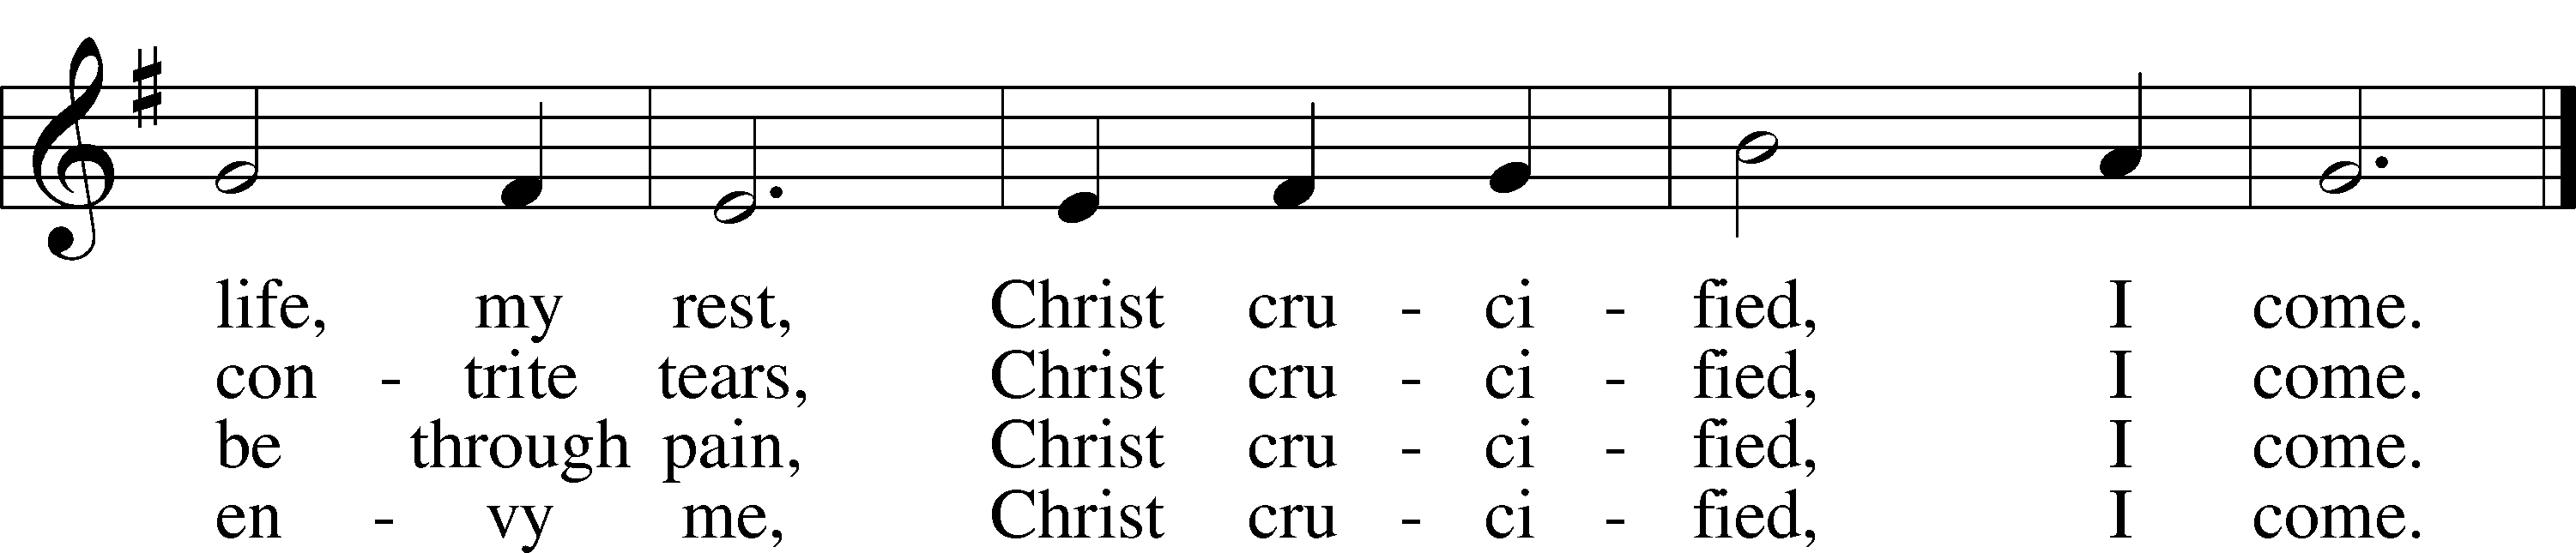 life, my rest, Christ cru - ci - fied, I come.
con - trite tears, Christ cru - ci - fied, I come.
be through pain, Christ cru - ci - fied, I come.
en - vy me, Christ cru - ci - fied, I come.